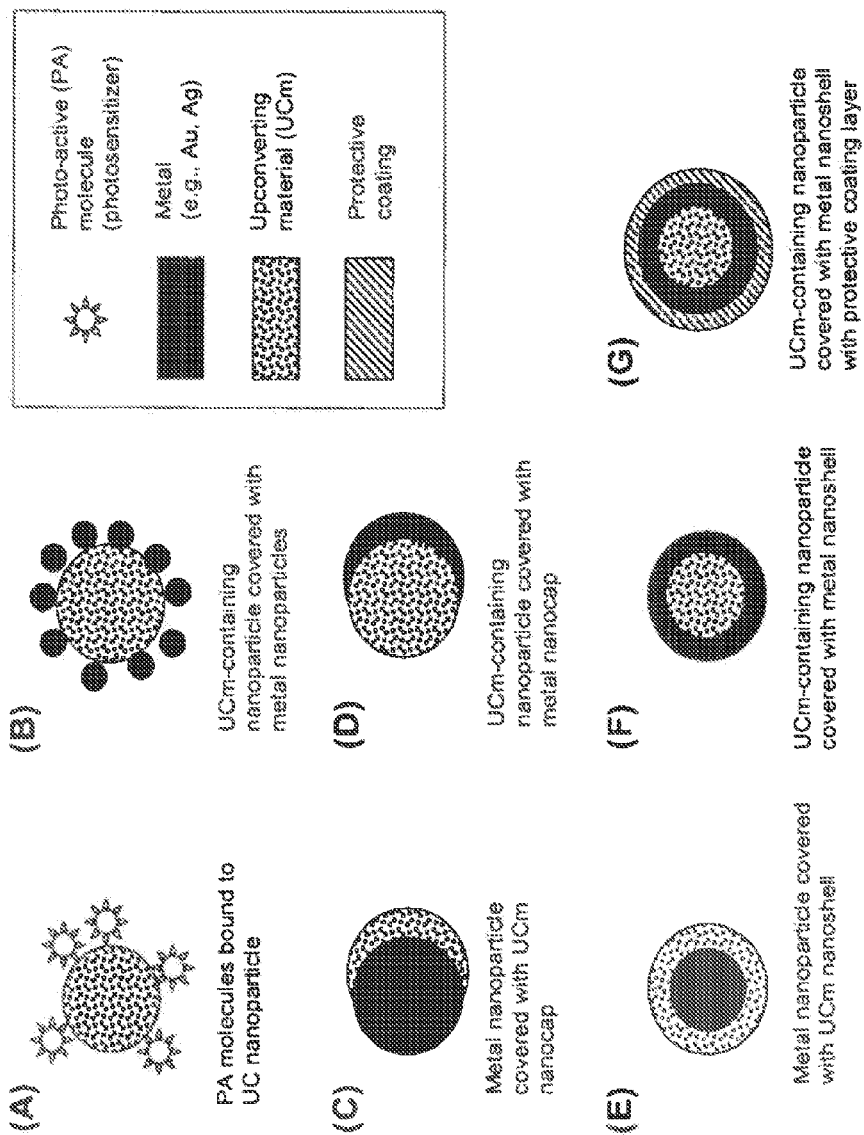 (A)
PA molecules bound to
UC nanoparticle
(B)
UCm-containing
nanoparticle covered with
metal nanoparticles
Photo-active (PA)
molecule
(photosensitizer)
Metal
(e.g., Au, Ag)
Upconverting
material (UCm)
Protective
coating
(C)
Metal nanoparticle
covered with UCm
nanocap
(D)
UCm-containing
nanoparticle covered with
metal nanocap
(E)
Metal nanoparticle covered
with UCm nanoshell
(F)
UCm-containing nanoparticle
covered with metal nanoshell
(G)
UCm-containing nanoparticle
covered with metal nanoshell
with protective coating layer